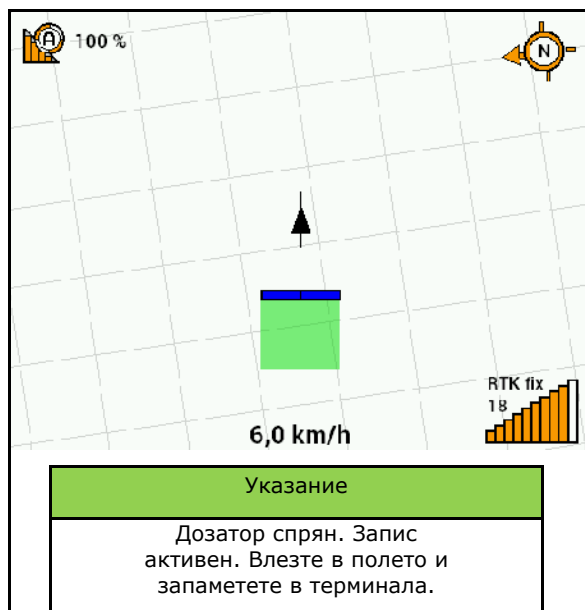 A 100 %
N
RTK fix
18
6,0 km/h
Указание
Дозатор спрян. Запис
активен. Влезте в полето и
запаметете в терминала.